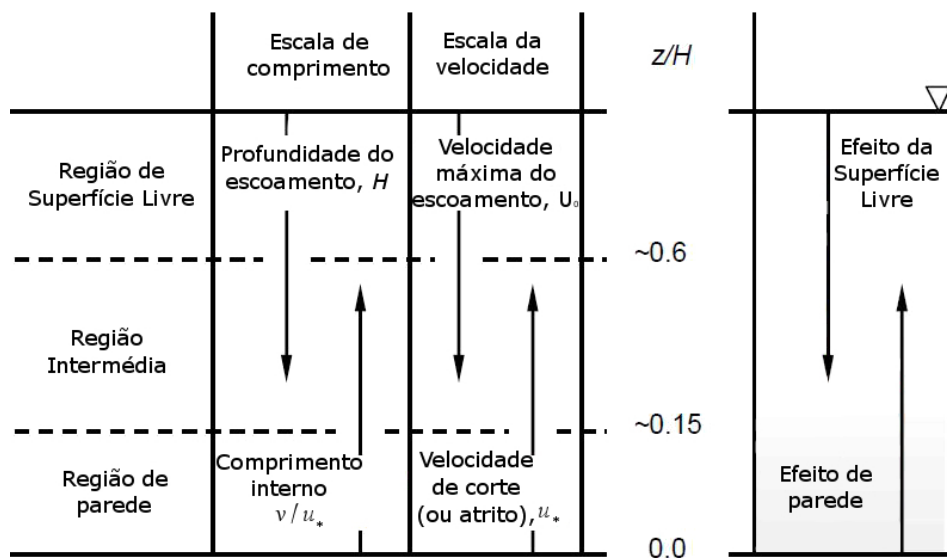 Escala de
comprimento
Escala da
velocidade
z/H
Região de
Superfície Livre
Profundidade do
escoamento, H
Velocidade
máxima do
escoamento, U₀
Efeito da
Superfície
Livre
~0.6
Região
Intermédia
~0.15
Região de
parede
Comprimento
interno
ν/u*
Velocidade
de corte
(ou atrito), u*
Efeito de
parede
0.0